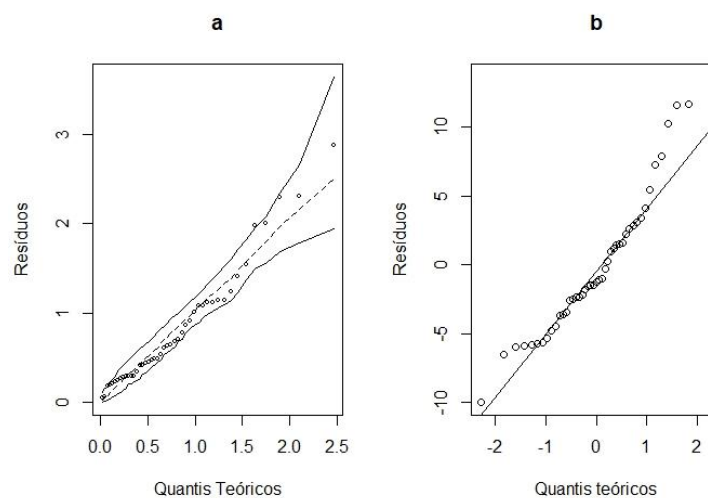 a
Resíduos
3
2
1
0
0.0 0.5 1.0 1.5 2.0 2.5
Quantis Teóricos
b
Resíduos
10
5
0
-5
-10
-2 -1 0 1 2
Quantis teóricos